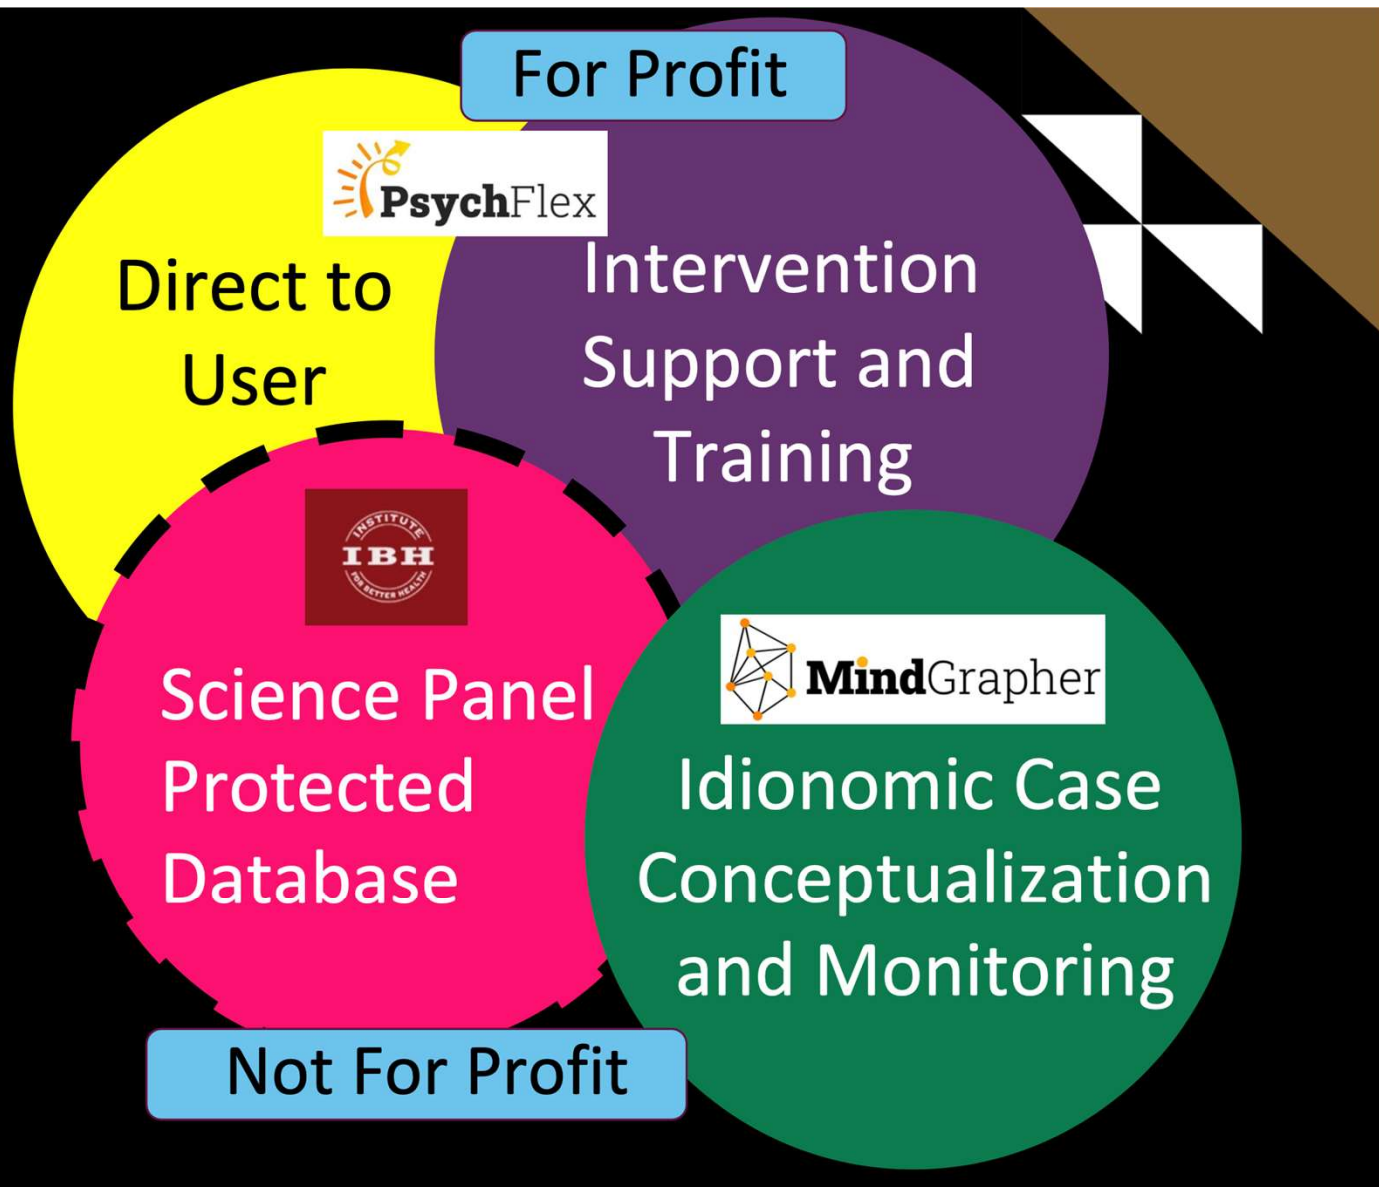 For Profit
PsychFlex
Direct to
User
Intervention
Support and
Training
INSTITUTE
IBH
FOR BETTER HEALTH
Science Panel
Protected
Database
MindGrapher
Idionomic Case
Conceptualization
and Monitoring
Not For Profit